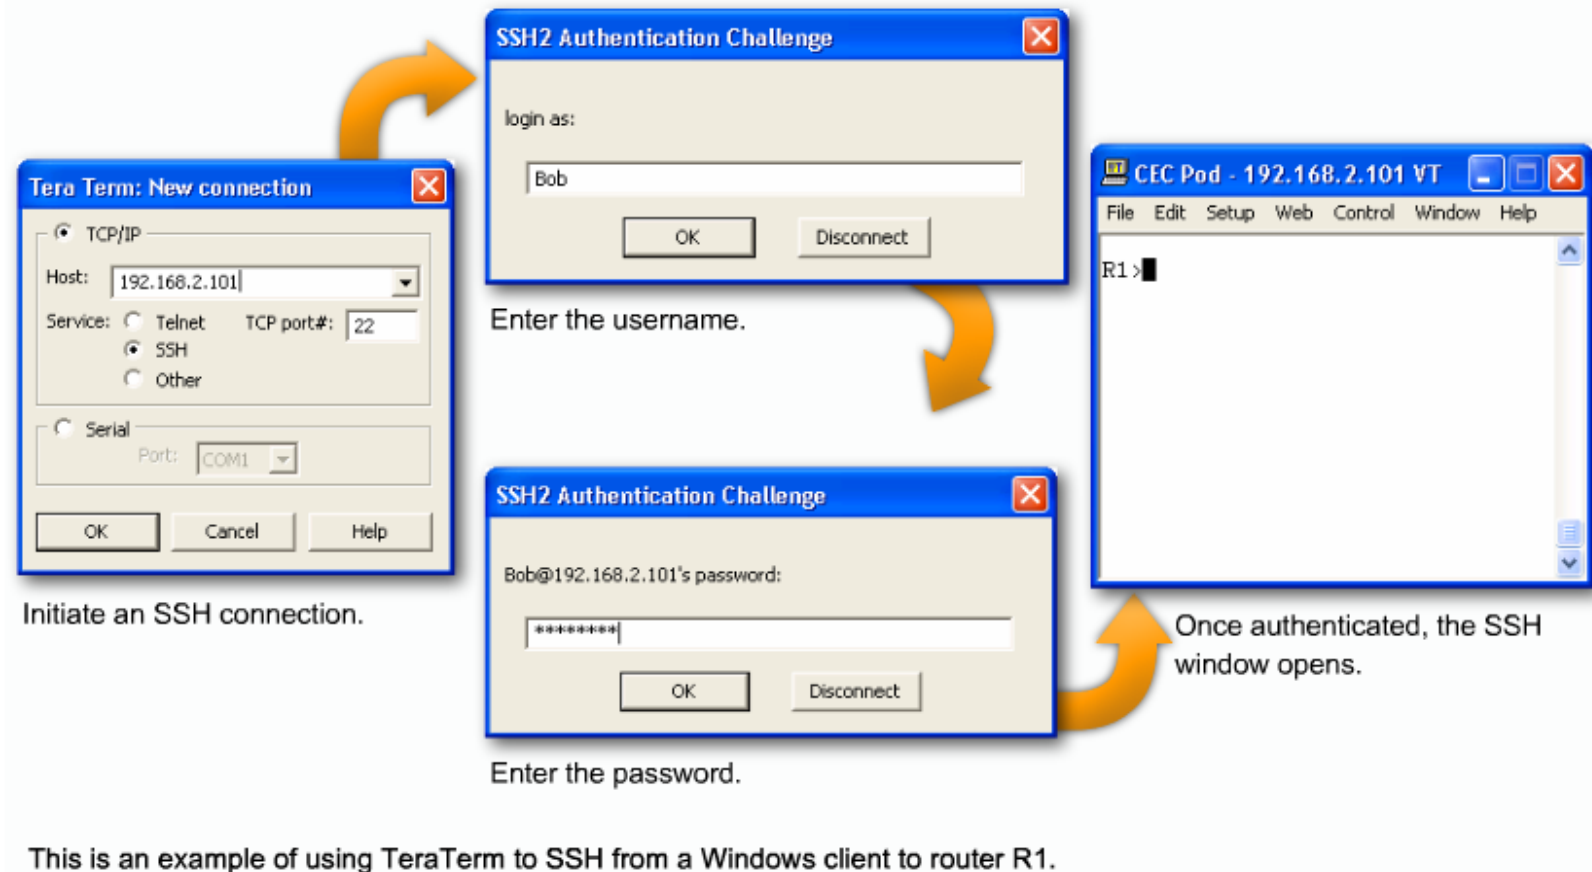 Tera Term: New connection
TCP/IP
Host: 192.168.2.101
Service: Telnet TCP port#: 22
SSH
Other
Serial
Port: COM1
OK Cancel Help
Initiate an SSH connection.
SSH2 Authentication Challenge
login as:
Bob
OK Disconnect
Enter the username.
SSH2 Authentication Challenge
Bob@192.168.2.101's password:
********
OK Disconnect
Enter the password.
CEC Pod - 192.168.2.101 VT
File Edit Setup Web Control Window Help
R1>
Once authenticated, the SSH
window opens.
This is an example of using TeraTerm to SSH from a Windows client to router R1.